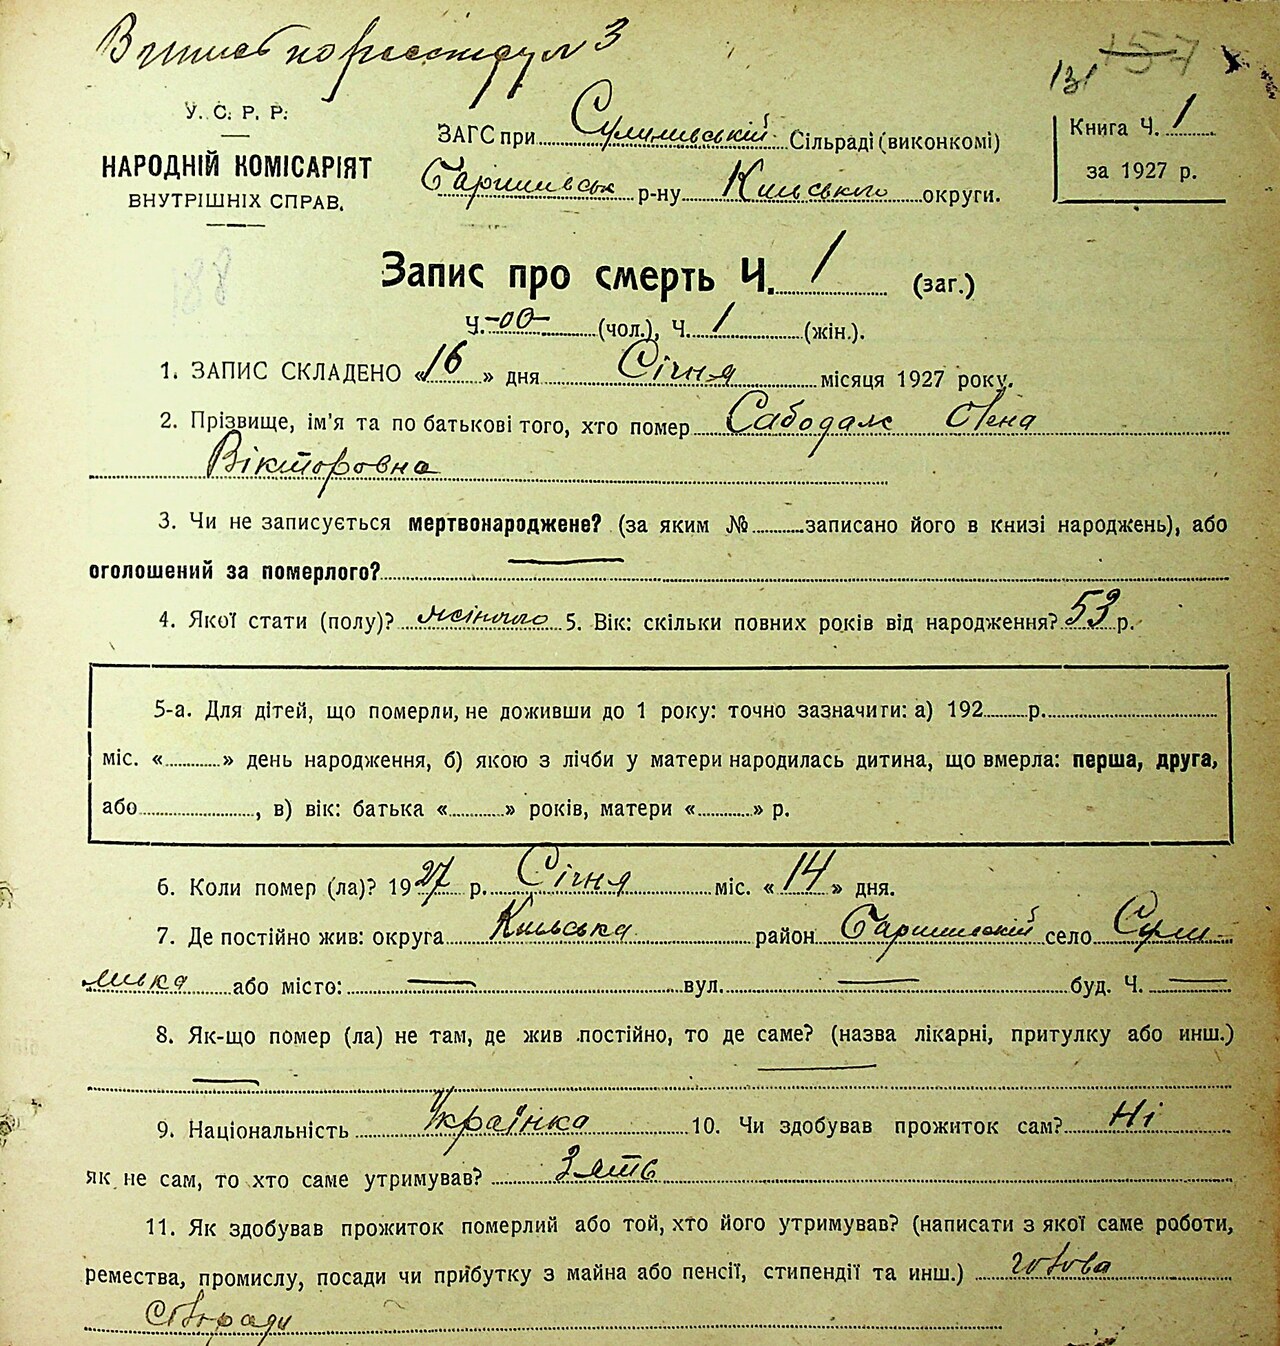 Впись по реестру № 3
157
131
У. С. Р. Р.
НАРОДНІЙ КОМІСАРІЯТ
ВНУТРІШНІХ СПРАВ.
ЗАГС при Сулимівській Сільраді (виконкомі)
Баришівськ р-ну Київського округи.
Книга Ч. 1
за 1927 р.
188
Запис про смерть Ч. 1 (заг.)
Ч. -00- (чол.), Ч. 1 (жін.).
1. ЗАПИС СКЛАДЕНО «16» дня Січня місяця 1927 року.
2. Прізвище, ім'я та по батькові того, хто помер Сабодаж Олена
Вікторовна
3. Чи не записується мертвонароджене? (за яким № записано його в книзі народжень), або
оголошений за померлого?
4. Якої стати (полу)? жіночого 5. Вік: скільки повних років від народження? 53 р.
5-а. Для дітей, що померли, не доживши до 1 року: точно зазначити: а) 192 р.
міс. « » день народження, б) якою з лічби у матери народилась дитина, що вмерла: перша, друга,
або , в) вік: батька « » років, матери « » р.
6. Коли помер (ла)? 1927 р. Січня міс. «14» дня.
7. Де постійно жив: округа Київська район Баришівський село Сули-
мівка або місто: — вул. — буд. Ч. —
8. Як-що помер (ла) не там, де жив постійно, то де саме? (назва лікарні, притулку або инш.)
9. Національність Українка 10. Чи здобував прожиток сам? Ні
як не сам, то хто саме утримував? Зять
11. Як здобував прожиток померлий або той, хто його утримував? (написати з якої саме роботи,
ремества, промислу, посади чи прибутку з майна або пенсії, стипендії та инш.) голова
сільради